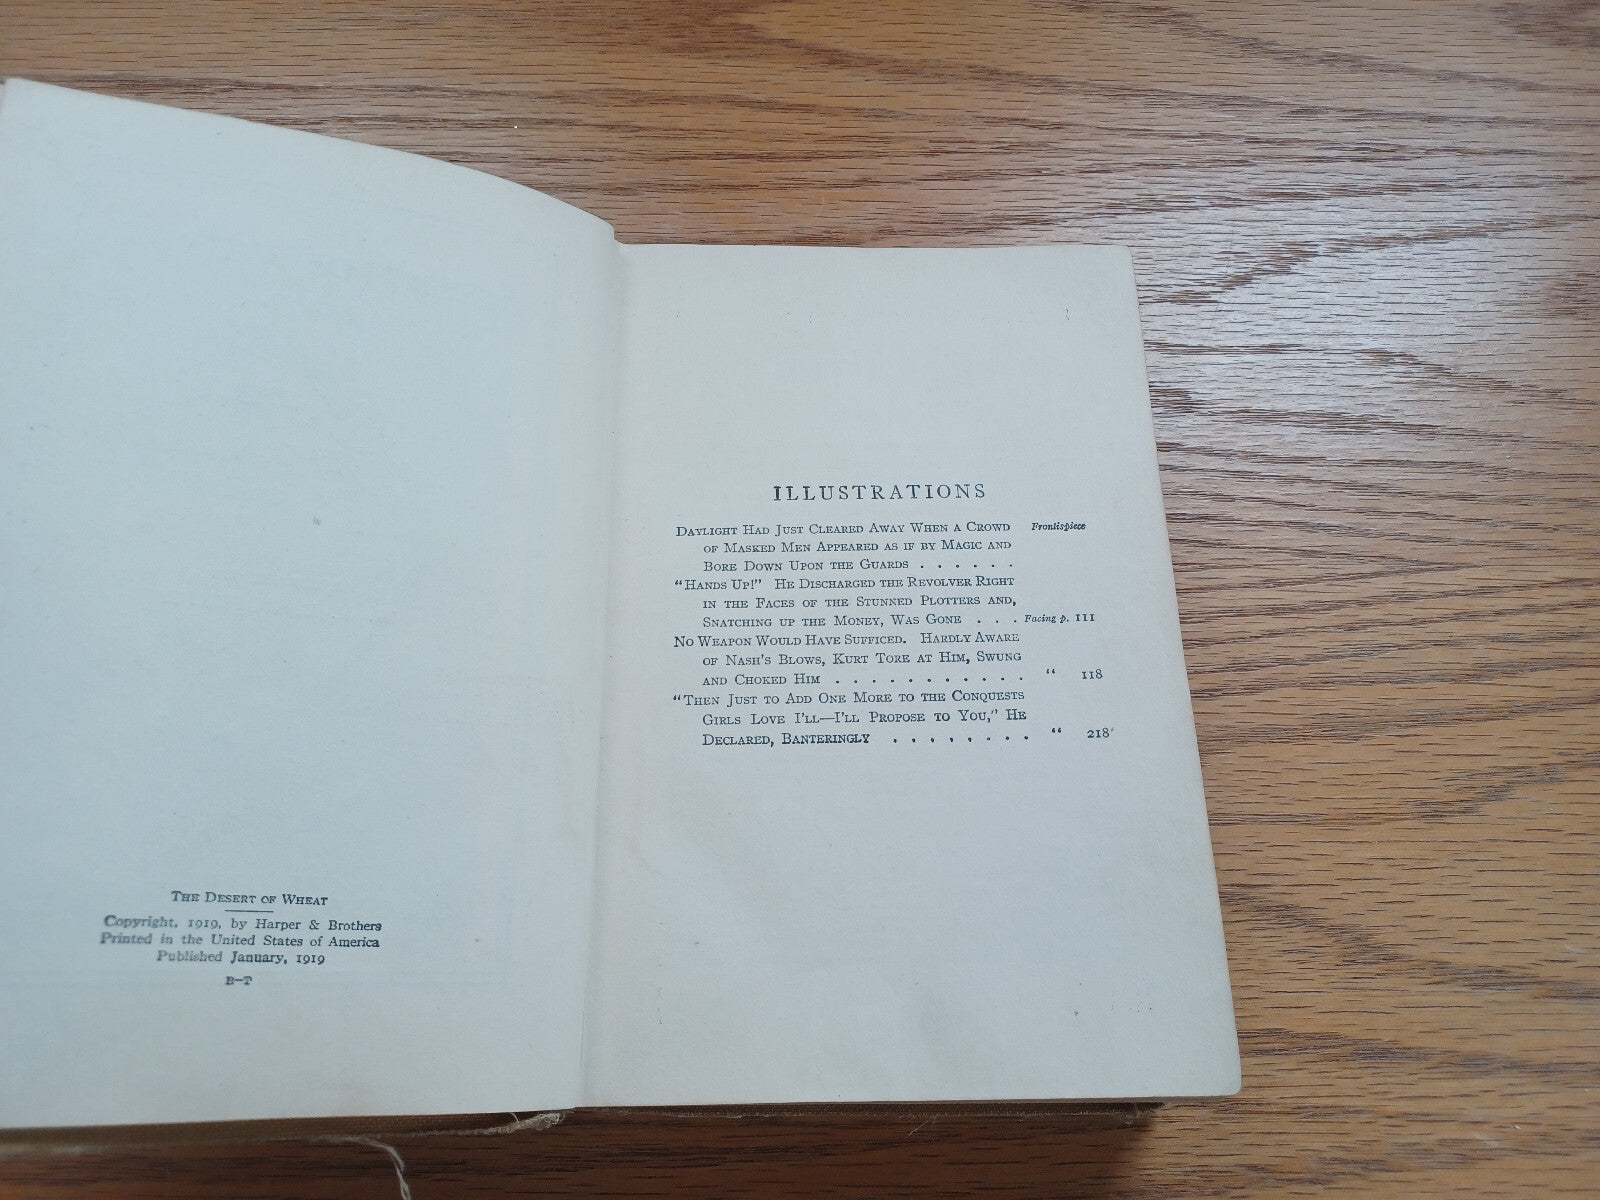 The Desert of Wheat
Copyright, 1919, by Harper & Brothers
Printed in the United States of America
Published January, 1919
B-T
ILLUSTRATIONS
Daylight Had Just Cleared Away When a Crowd Frontispiece
of Masked Men Appeared as if by Magic and
Bore Down Upon the Guards . . . . . .
"Hands Up!" He Discharged the Revolver Right
in the Faces of the Stunned Plotters and,
Snatching up the Money, Was Gone . . . Facing p. 111
No Weapon Would Have Sufficed. Hardly Aware
of Nash's Blows, Kurt Tore at Him, Swung
and Choked Him . . . . . . . . . . . " 118
"Then Just to Add One More to the Conquests
Girls Love I'll—I'll Propose to You," He
Declared, Banteringly . . . . . . . . " 218